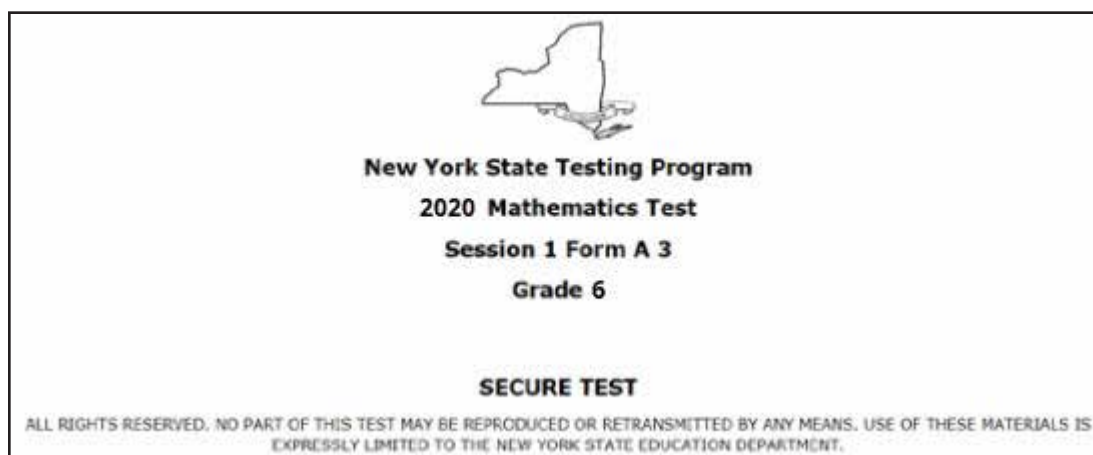 New York State Testing Program
2020 Mathematics Test
Session 1 Form A 3
Grade 6
SECURE TEST
ALL RIGHTS RESERVED. NO PART OF THIS TEST MAY BE REPRODUCED OR RETRANSMITTED BY ANY MEANS. USE OF THESE MATERIALS IS
EXPRESSLY LIMITED TO THE NEW YORK STATE EDUCATION DEPARTMENT.